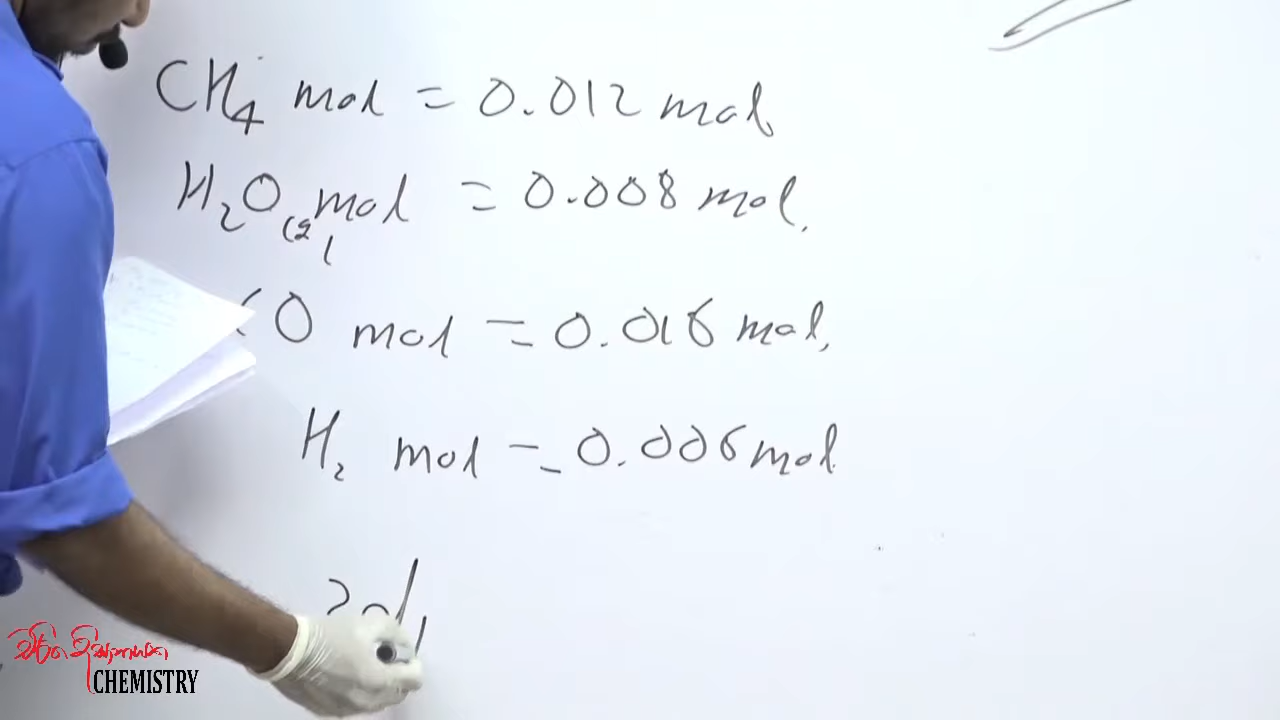 CH4 mol = 0.012 mol
H2O(g) mol = 0.008 mol.
CO mol = 0.016 mol,
H2 mol = 0.006 mol
CHEMISTRY